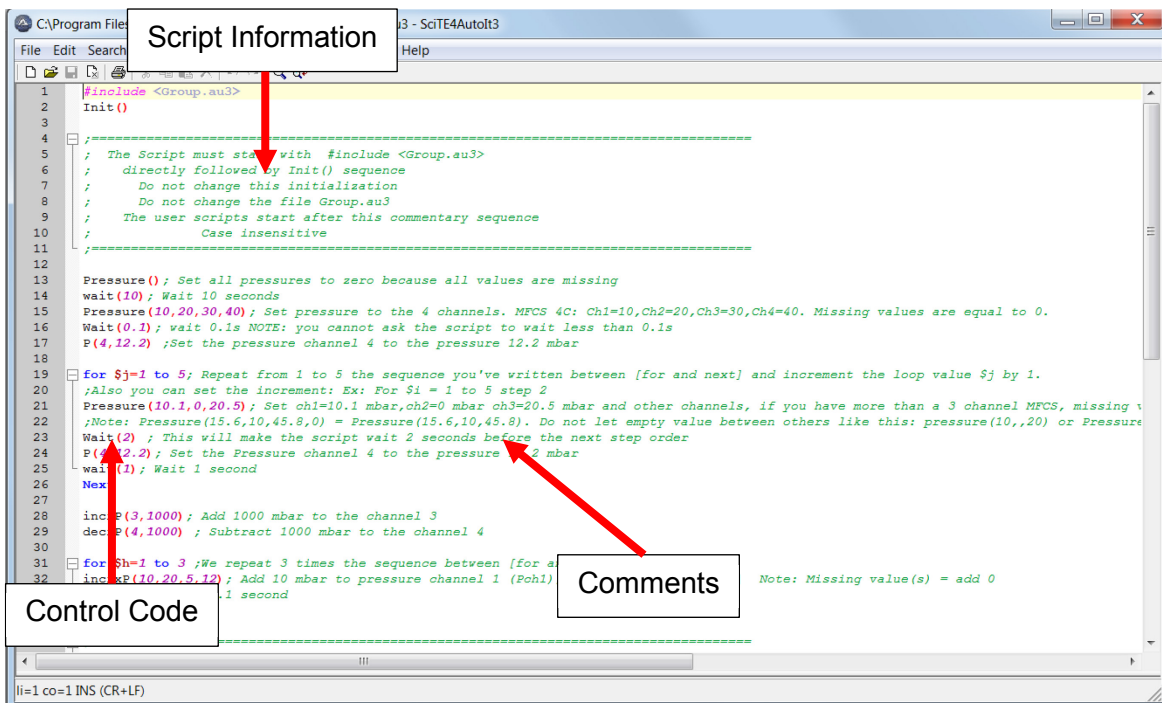 C:\Program Files
u3 - SciTE4AutoIt3
Script Information
File Edit Search
Help
1 #include <Group.au3>
2 Init()
3
4 ;===================================================================================
5 ; The Script must start with #include <Group.au3>
6 ; directly followed by Init() sequence
7 ; Do not change this initialization
8 ; Do not change the file Group.au3
9 ; The user scripts start after this commentary sequence
10 ; Case insensitive
11 ;===================================================================================
12
13 Pressure(); Set all pressures to zero because all values are missing
14 wait(10); Wait 10 seconds
15 Pressure(10,20,30,40); Set pressure to the 4 channels. MFCS 4C: Ch1=10,Ch2=20,Ch3=30,Ch4=40. Missing values are equal to 0.
16 Wait(0.1); wait 0.1s NOTE: you cannot ask the script to wait less than 0.1s
17 P(4,12.2) ;Set the pressure channel 4 to the pressure 12.2 mbar
18
19 for $j=1 to 5; Repeat from 1 to 5 the sequence you've written between [for and next] and increment the loop value $j by 1.
20 ;Also you can set the increment: Ex: For $i = 1 to 5 step 2
21 Pressure(10.1,0,20.5); Set ch1=10.1 mbar,ch2=0 mbar ch3=20.5 mbar and other channels, if you have more than a 3 channel MFCS, missing v
22 ;Note: Pressure(15.6,10,45.8,0) = Pressure(15.6,10,45.8). Do not let empty value between others like this: pressure(10,,20) or Pressure
23 Wait(2) ; This will make the script wait 2 seconds before the next step order
24 P(4,12.2); Set the Pressure channel 4 to the pressure 12.2 mbar
25 wait(1); Wait 1 second
26 Next
27
28 incrP(3,1000); Add 1000 mbar to the channel 3
29 decrP(4,1000) ; Subtract 1000 mbar to the channel 4
30
31 for $h=1 to 3 ;We repeat 3 times the sequence between [for a
32 P(10,20,5,12); Add 10 mbar to pressure channel 1 (Pch1) Note: Missing value(s) = add 0
.1 second
Comments
Control Code
===================================================================
li=1 co=1 INS (CR+LF)